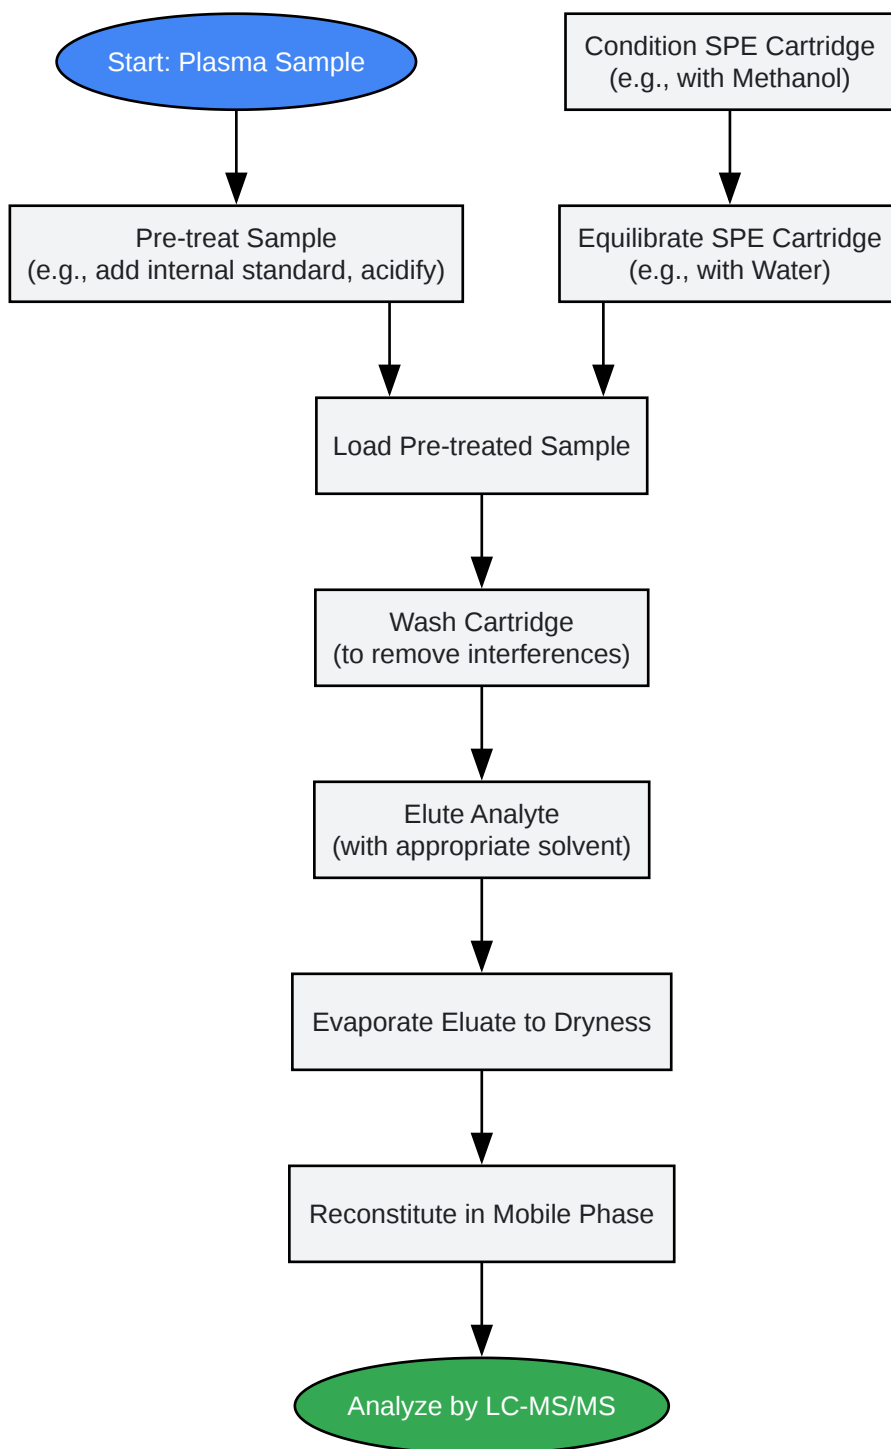 Start: Plasma Sample
Condition SPE Cartridge
(e.g., with Methanol)
Pre-treat Sample
(e.g., add internal standard, acidify)
Equilibrate SPE Cartridge
(e.g., with Water)
Load Pre-treated Sample
Wash Cartridge
(to remove interferences)
Elute Analyte
(with appropriate solvent)
Evaporate Eluate to Dryness
Reconstitute in Mobile Phase
Analyze by LC-MS/MS